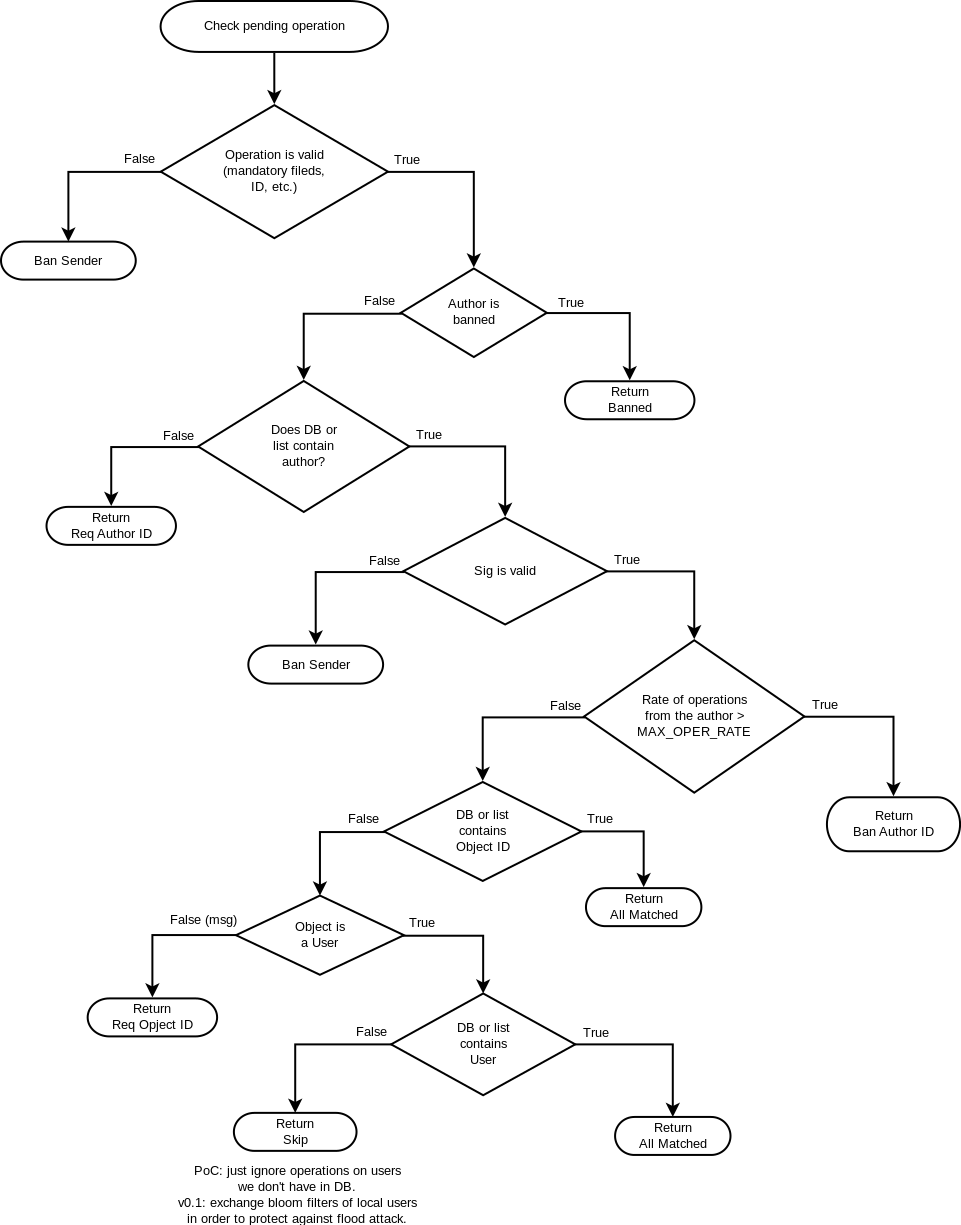 Check pending operation
Operation is valid
(mandatory fileds,
ID, etc.)
False
True
Ban Sender
Author is
banned
False
True
Return
Banned
Does DB or
list contain
author?
False
True
Return
Req Author ID
Sig is valid
False
True
Ban Sender
Rate of operations
from the author >
MAX_OPER_RATE
False
True
Return
Ban Author ID
DB or list
contains
Object ID
False
True
Return
All Matched
Object is
a User
False (msg)
True
Return
Req Opject ID
DB or list
contains
User
False
True
Return
Skip
Return
All Matched
PoC: just ignore operations on users
we don't have in DB.
v0.1: exchange bloom filters of local users
in order to protect against flood attack.